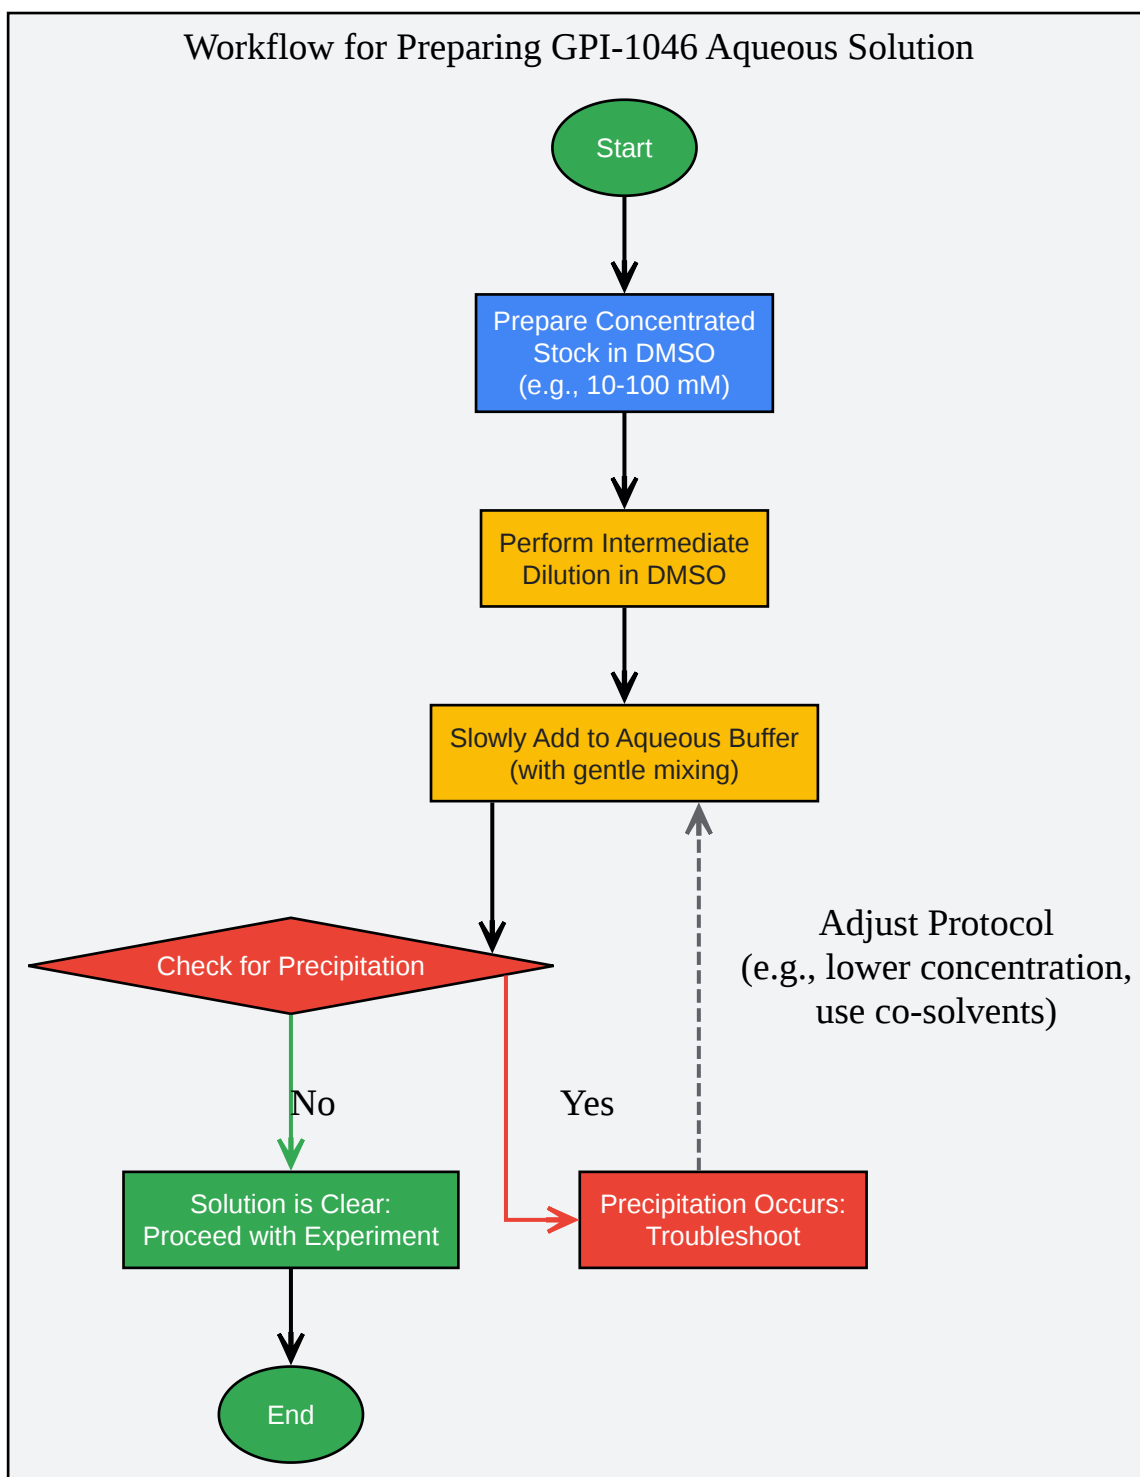 Workflow for Preparing GPI-1046 Aqueous Solution
Start
Prepare Concentrated
Stock in DMSO
(e.g., 10-100 mM)
Perform Intermediate
Dilution in DMSO
Slowly Add to Aqueous Buffer
(with gentle mixing)
Check for Precipitation
Adjust Protocol
(e.g., lower concentration,
use co-solvents)
No
Yes
Solution is Clear:
Proceed with Experiment
Precipitation Occurs:
Troubleshoot
End